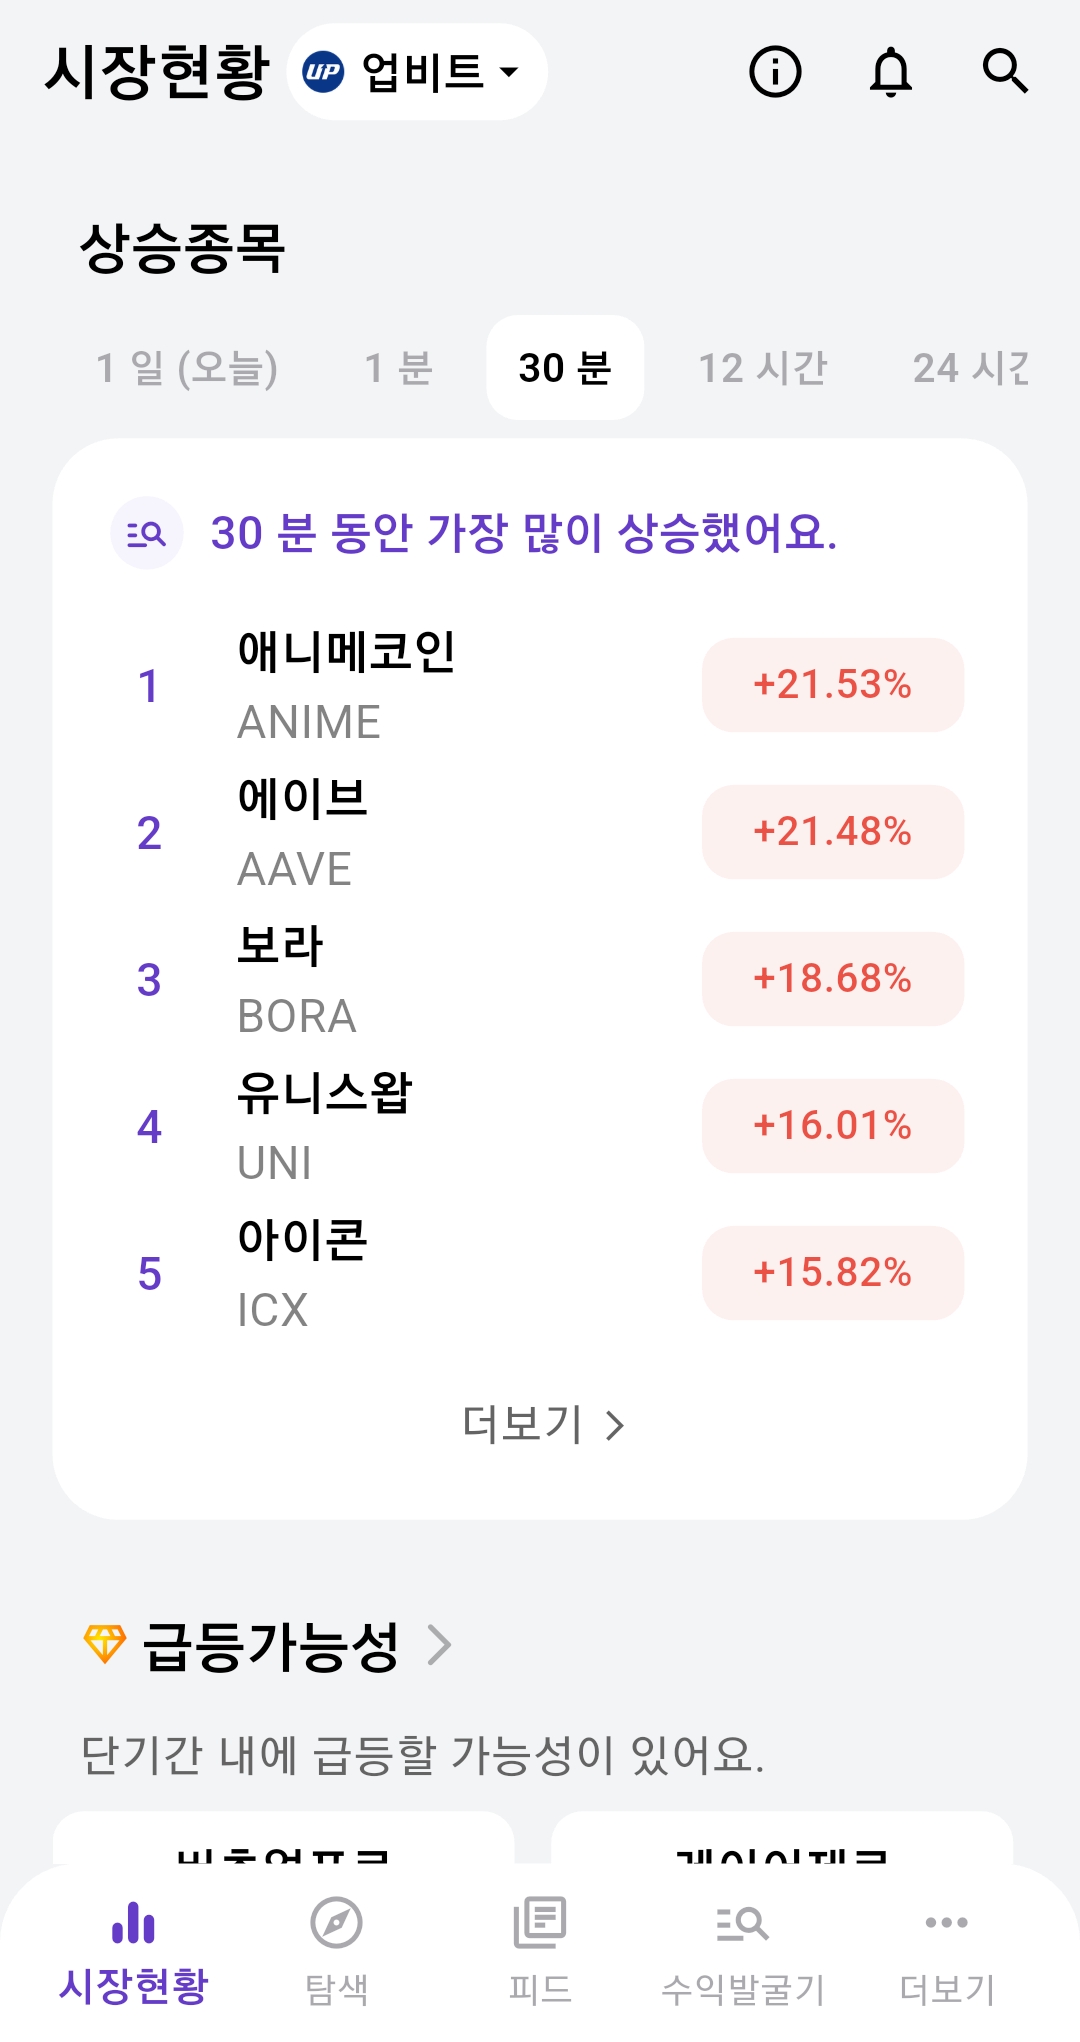 시장현황 UP 업비트
상승종목
1 일 (오늘) 1 분 30 분 12 시간 24 시간
30 분 동안 가장 많이 상승했어요.
1 애니메코인 +21.53%
ANIME
2 에이브 +21.48%
AAVE
3 보라 +18.68%
BORA
4 유니스왑 +16.01%
UNI
5 아이콘 +15.82%
ICX
더보기
급등가능성
단기간 내에 급등할 가능성이 있어요.
시장현황 탐색 피드 수익발굴기 더보기